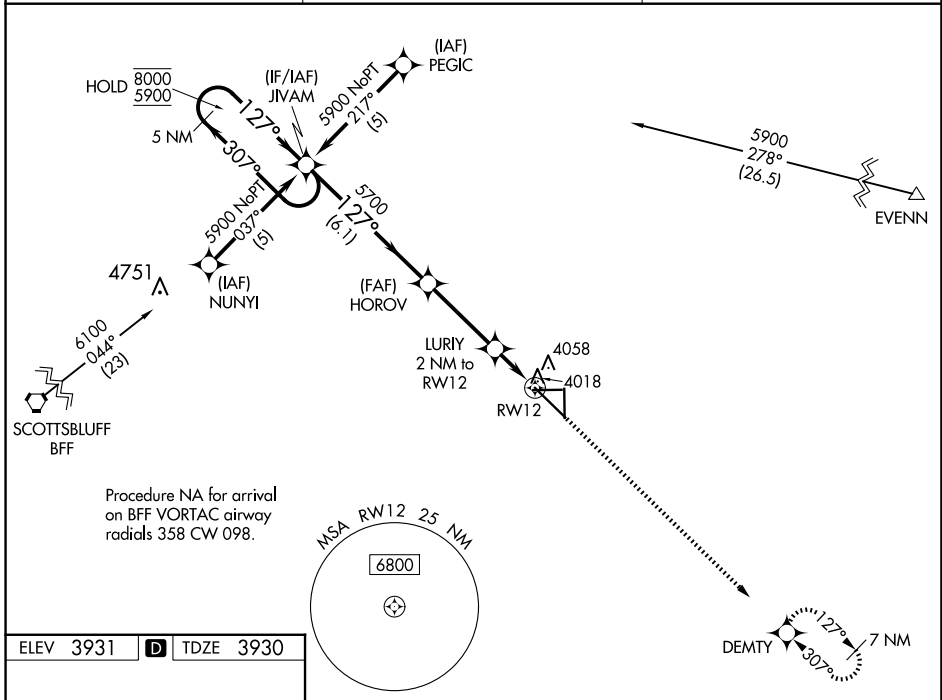 HOLD
8000
5900
5 NM
127°
307°
(IF/IAF)
JIVAM
(IAF)
PEGIC
5900 NoPT
217°
(5)
5900
278°
(26.5)
EVENN
5900 NoPT
037°
(5)
5700
127°
(6.1)
4751
(IAF)
NUNYI
(FAF)
HOROV
6100
044°
(23)
SCOTTSBLUFF
BFF
LURIY
2 NM to
RW12
4058
4018
RW12
Procedure NA for arrival
on BFF VORTAC airway
radials 358 CW 098.
MSA RW12 25 NM
6800
DEMTY
127°
307°
7 NM
ELEV 3931 D TDZE 3930